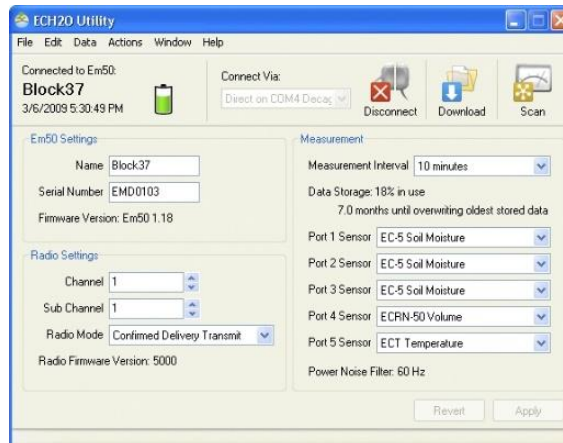 ECH2O Utility
File Edit Data Actions Window Help
Connected to Em50:
Block37
3/6/2009 5:30:49 PM
Connect Via:
Direct on COM4 Decag
Disconnect
Download
Scan
Em50 Settings
Name Block37
Serial Number EMD0103
Firmware Version: Em50 1.18
Radio Settings
Channel 1
Sub Channel 1
Radio Mode Confirmed Delivery Transmit
Radio Firmware Version: 5000
Measurement
Measurement Interval 10 minutes
Data Storage: 18% in use
7.0 months until overwriting oldest stored data
Port 1 Sensor EC-5 Soil Moisture
Port 2 Sensor EC-5 Soil Moisture
Port 3 Sensor EC-5 Soil Moisture
Port 4 Sensor ECRN-50 Volume
Port 5 Sensor ECT Temperature
Power Noise Filter: 60 Hz
Revert
Apply